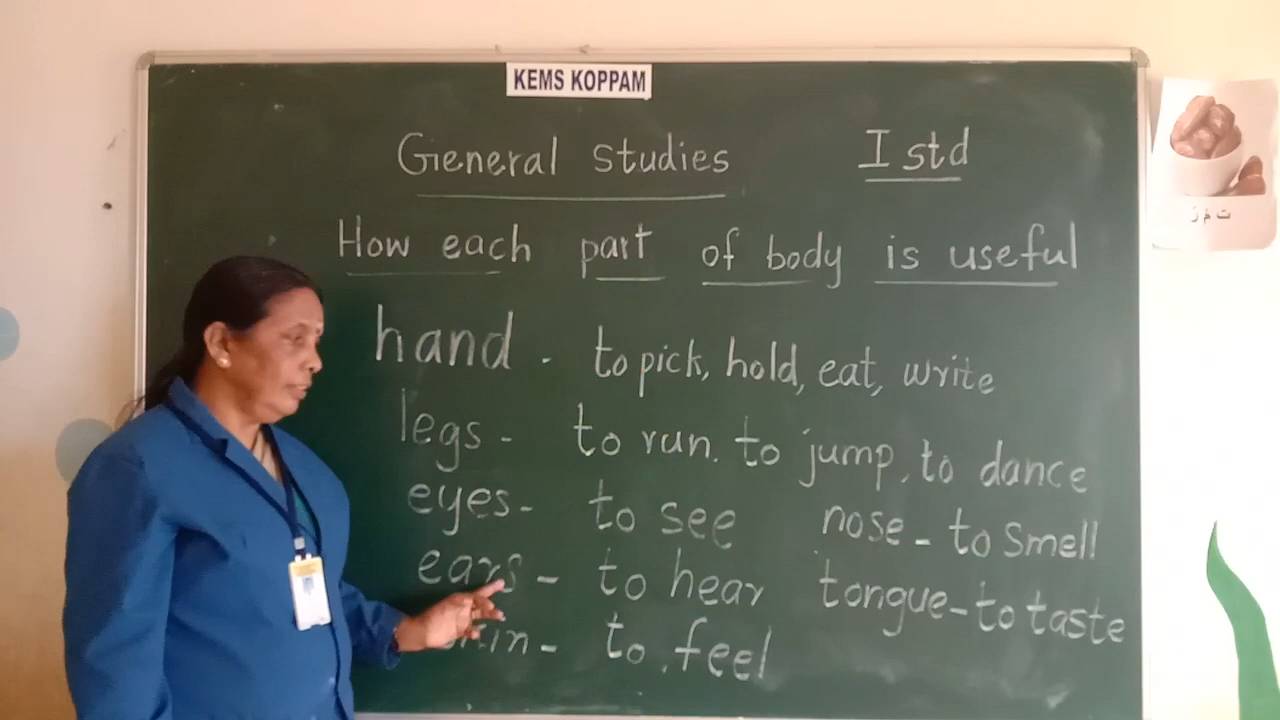 KEMS KOPPAM
General studies I std
How each part of body is useful
hand - to pick, hold, eat, write
legs - to run. to jump, to dance
eyes - to see nose - to smell
ears - to hear tongue - to taste
skin - to feel
ت م ر